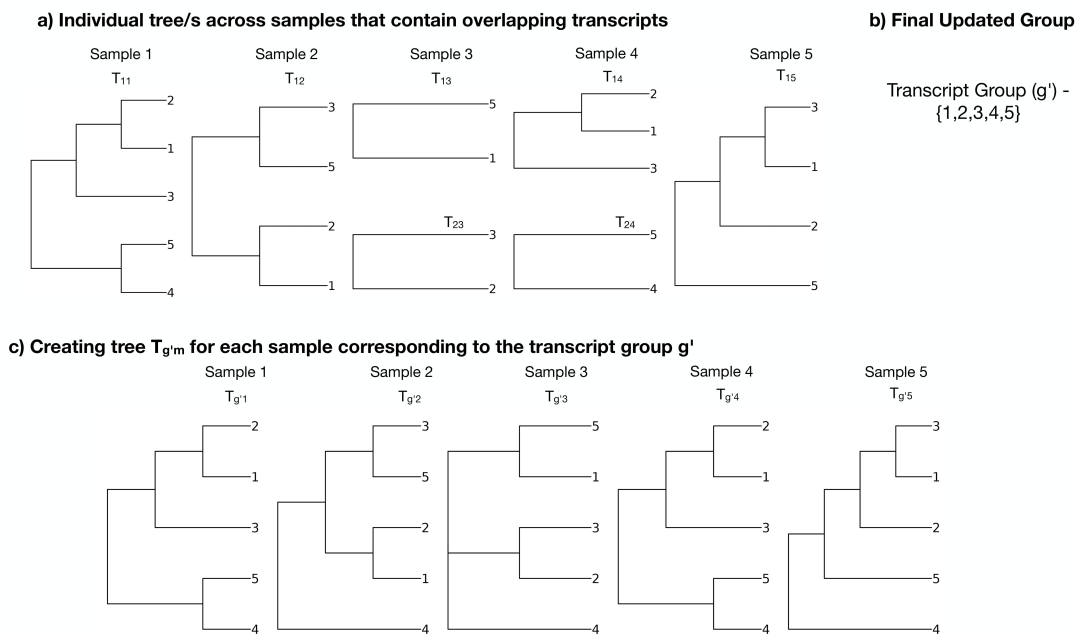 a) Individual tree/s across samples that contain overlapping transcripts
b) Final Updated Group
Sample 1
Sample 2
Sample 3
Sample 4
Sample 5
T11
T12
T13
T14
T15
2
1
3
5
4
3
5
2
1
5
1
T23
3
2
2
1
3
T24
5
4
3
1
2
5
Transcript Group (g') -
{1,2,3,4,5}
c) Creating tree Tg'm for each sample corresponding to the transcript group g'
Sample 1
Sample 2
Sample 3
Sample 4
Sample 5
Tg'1
Tg'2
Tg'3
Tg'4
Tg'5
2
1
3
5
4
3
5
2
1
4
5
1
3
2
4
2
1
3
5
4
3
1
2
5
4